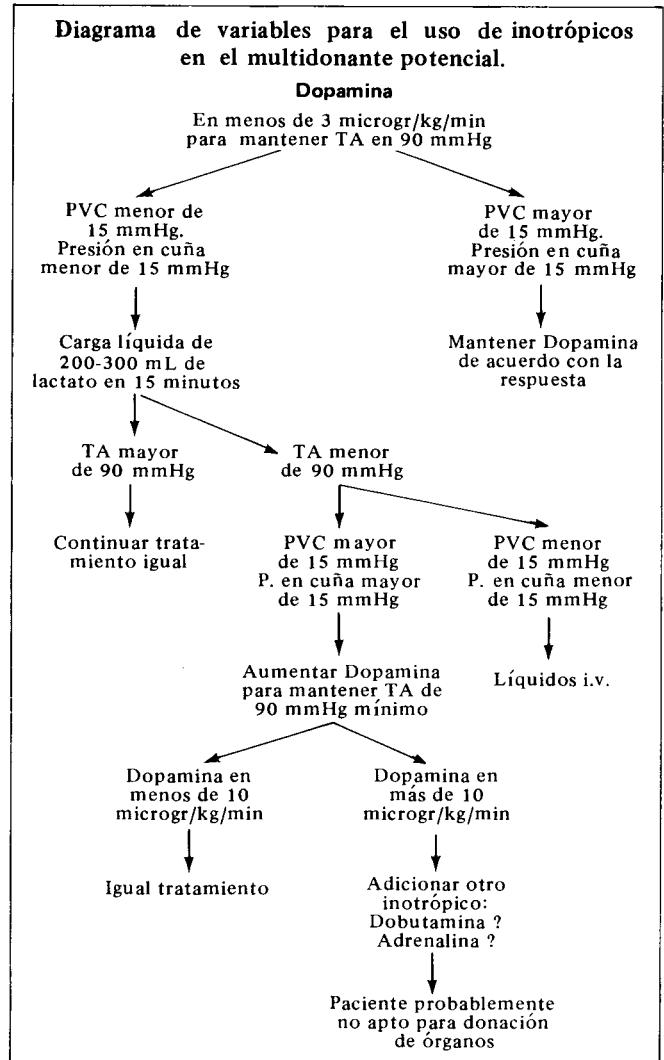 Diagrama de variables para el uso de inotrópicos
en el multidonante potencial.
Dopamina
En menos de 3 microgr/kg/min
para mantener TA en 90 mmHg
PVC menor de
15 mmHg.
Presión en cuña
menor de 15 mmHg
PVC mayor
de 15 mmHg.
Presión en cuña
mayor de 15 mmHg
Carga líquida de
200-300 mL de
lactato en 15 minutos
Mantener Dopamina
de acuerdo con la
respuesta
TA mayor
de 90 mmHg
TA menor
de 90 mmHg
Continuar trata-
miento igual
PVC mayor
de 15 mmHg
P. en cuña mayor
de 15 mmHg
PVC menor
de 15 mmHg
P. en cuña menor
de 15 mmHg
Aumentar Dopamina
para mantener TA de
90 mmHg mínimo
Líquidos i.v.
Dopamina en
menos de 10
microgr/kg/min
Dopamina en
más de 10
microgr/kg/min
Igual tratamiento
Adicionar otro
inotrópico:
Dobutamina ?
Adrenalina ?
Paciente probablemente
no apto para donación
de órganos